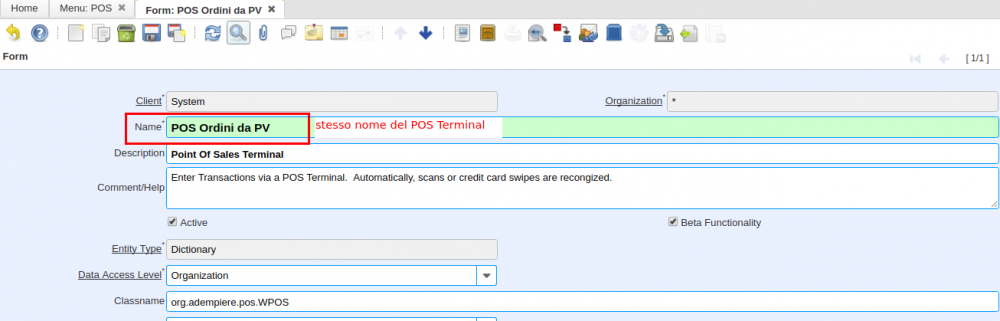 Home Menu: POS Form: POS Ordini da PV
Form [1/1]
Client* System Organization* *
Name* POS Ordini da PV stesso nome del POS Terminal
Description Point Of Sales Terminal
Comment/Help Enter Transactions via a POS Terminal. Automatically, scans or credit card swipes are recongized.
Active Beta Functionality
Entity Type* Dictionary
Data Access Level* Organization
Classname org.adempiere.pos.WPOS